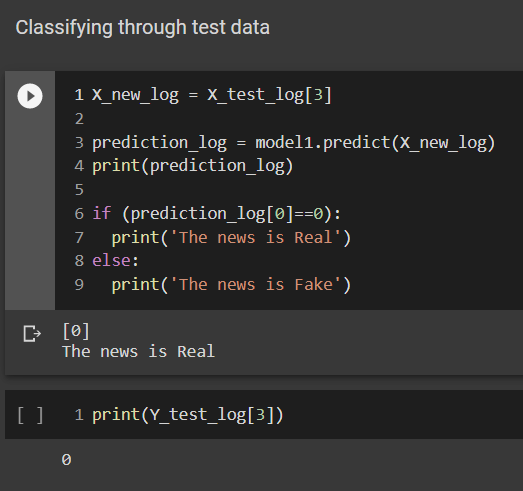 Classifying through test data
1 X_new_log = X_test_log[3]
2
3 prediction_log = model1.predict(X_new_log)
4 print(prediction_log)
5
6 if (prediction_log[0]==0):
7   print('The news is Real')
8 else:
9   print('The news is Fake')
[0]
The news is Real
[ ] 1 print(Y_test_log[3])
0